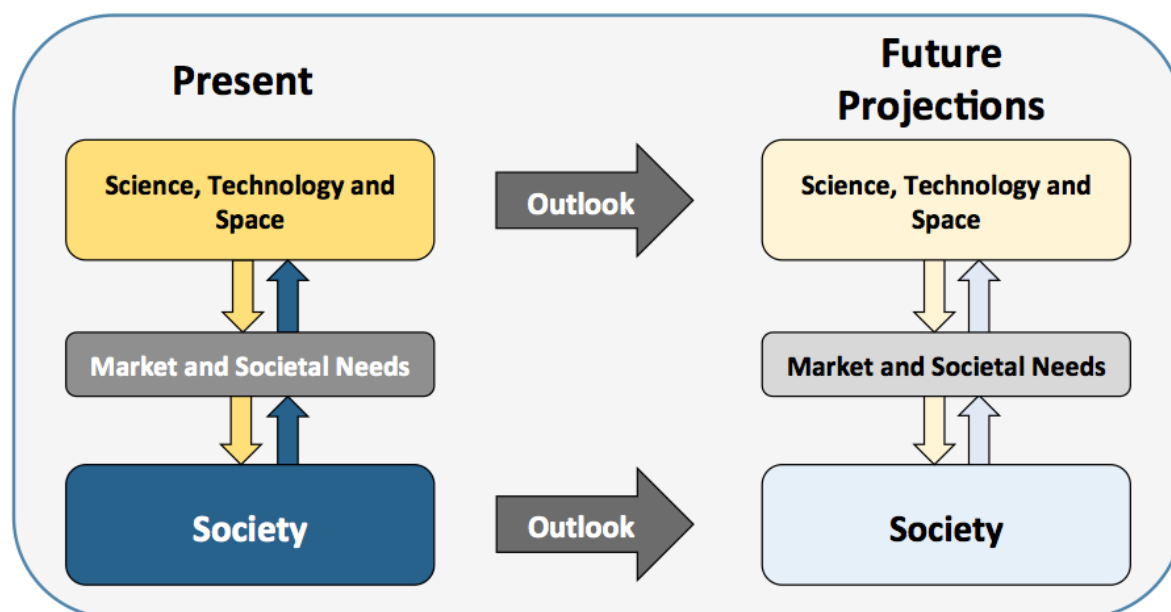 Present
Future
Projections
Science, Technology and
Space
Outlook
Science, Technology and
Space
Market and Societal Needs
Market and Societal Needs
Society
Outlook
Society